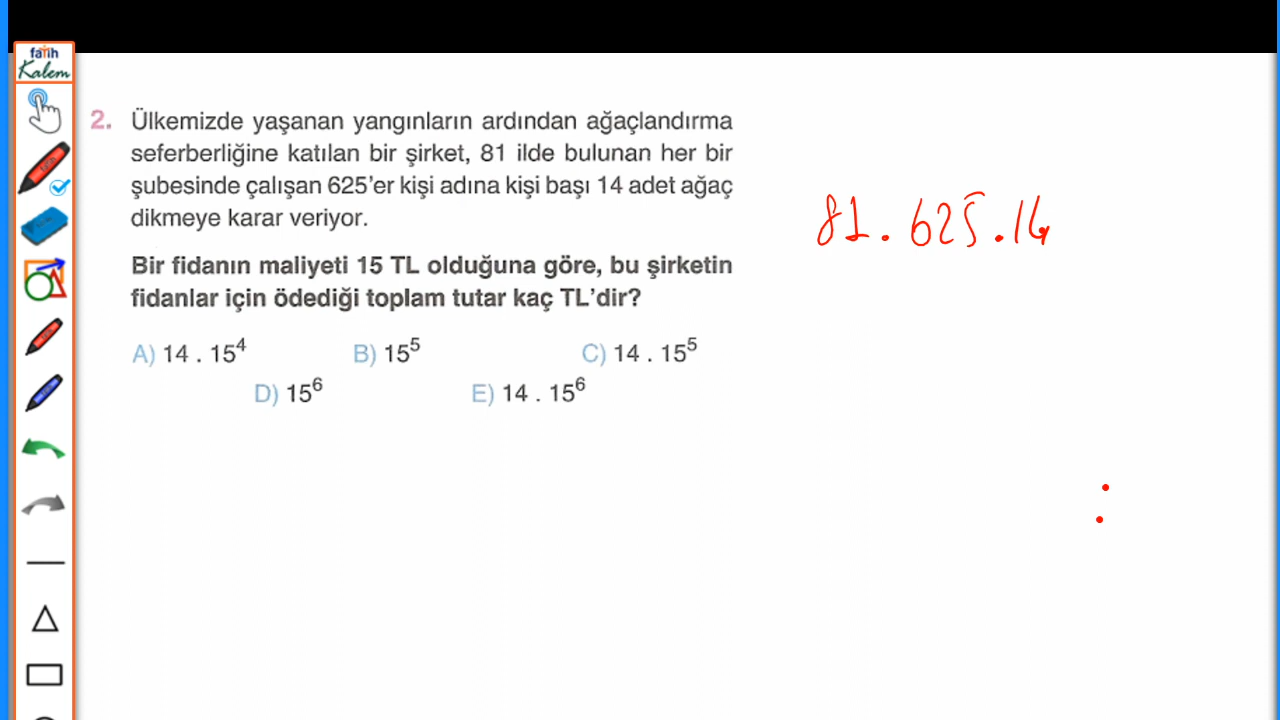 fatih
Kalem
2. Ülkemizde yaşanan yangınların ardından ağaçlandırma
seferberliğine katılan bir şirket, 81 ilde bulunan her bir
şubesinde çalışan 625'er kişi adına kişi başı 14 adet ağaç
dikmeye karar veriyor.
Bir fidanın maliyeti 15 TL olduğuna göre, bu şirketin
fidanlar için ödediği toplam tutar kaç TL'dir?
A) 14 . 15⁴ B) 15⁵ C) 14 . 15⁵
D) 15⁶ E) 14 . 15⁶
81 . 625 . 14